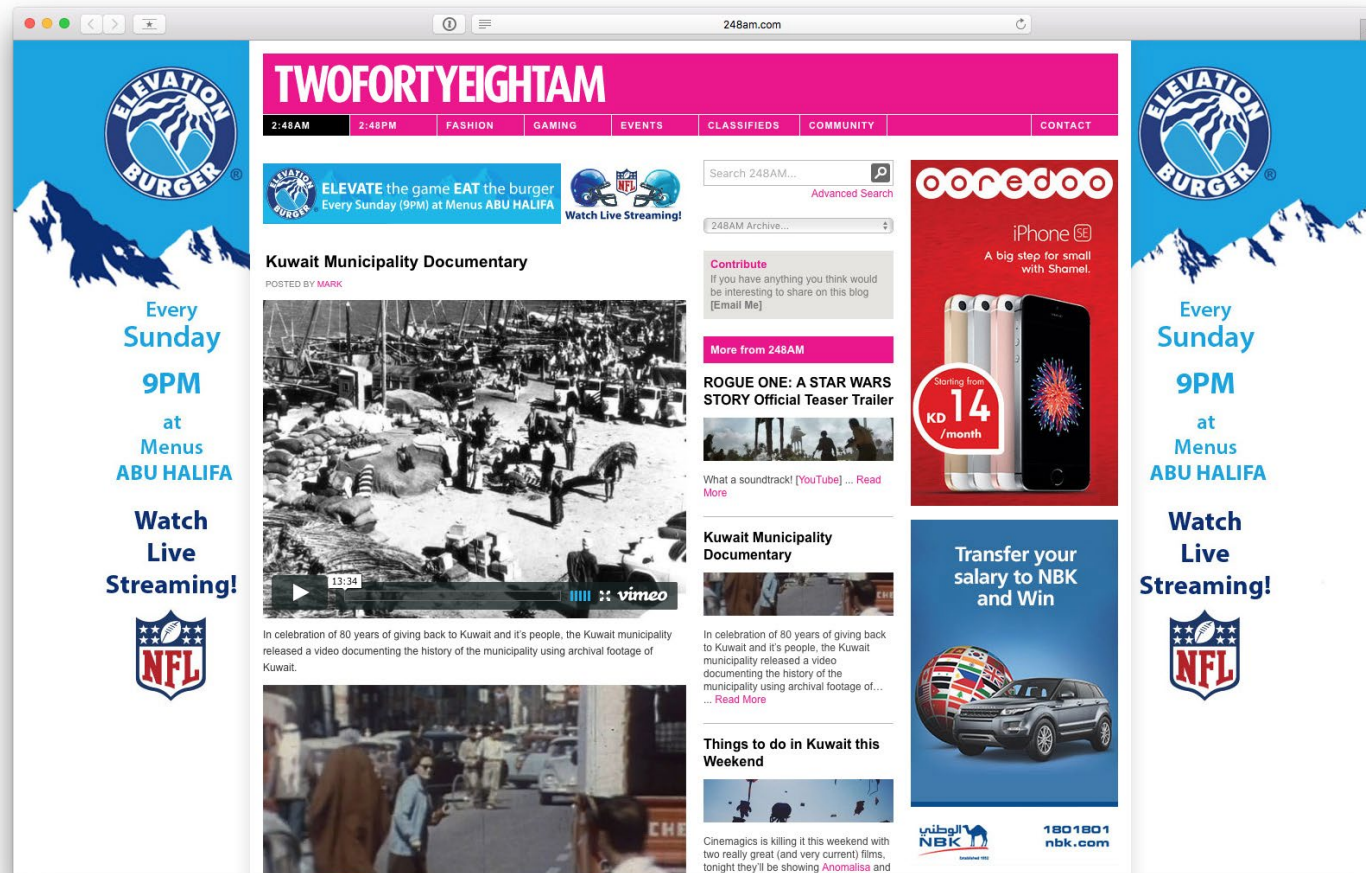 248am.com
ELEVATION
BURGER
®
Every
Sunday
9PM
at
Menus
ABU HALIFA
Watch
Live
Streaming!
NFL
TWOFORTYEIGHTAM
2:48AM
2:48PM
FASHION
GAMING
EVENTS
CLASSIFIEDS
COMMUNITY
CONTACT
ELEVATION
BURGER
ELEVATE the game EAT the burger
Every Sunday (9PM) at Menus ABU HALIFA
NFL
Watch Live Streaming!
Kuwait Municipality Documentary
POSTED BY MARK
13:34
vimeo
In celebration of 80 years of giving back to Kuwait and it's people, the Kuwait municipality
released a video documenting the history of the municipality using archival footage of
Kuwait.
CHE
Search 248AM...
Advanced Search
248AM Archive...
Contribute
If you have anything you think would
be interesting to share on this blog
[Email Me]
More from 248AM
ROGUE ONE: A STAR WARS
STORY Official Teaser Trailer
What a soundtrack! [YouTube] ... Read
More
Kuwait Municipality
Documentary
CHE
In celebration of 80 years of giving back
to Kuwait and it's people, the Kuwait
municipality released a video
documenting the history of the
municipality using archival footage of…
... Read More
Things to do in Kuwait this
Weekend
Cinemagics is killing it this weekend with
two really great (and very current) films,
tonight they'll be showing Anomalisa and
ooredoo
iPhone SE
A big step for small
with Shamel.
Starting from
KD 14
/month
Transfer your
salary to NBK
and Win
الوطني
NBK
Established 1952
1801801
nbk.com
ELEVATION
BURGER
®
Every
Sunday
9PM
at
Menus
ABU HALIFA
Watch
Live
Streaming!
NFL